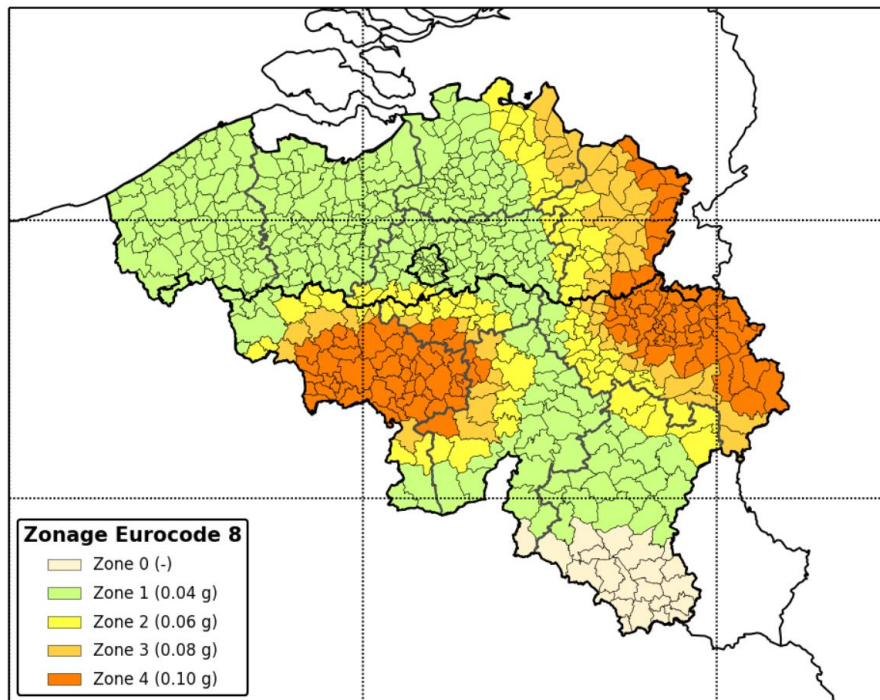 Zonage Eurocode 8
Zone 0 (-)
Zone 1 (0.04 g)
Zone 2 (0.06 g)
Zone 3 (0.08 g)
Zone 4 (0.10 g)